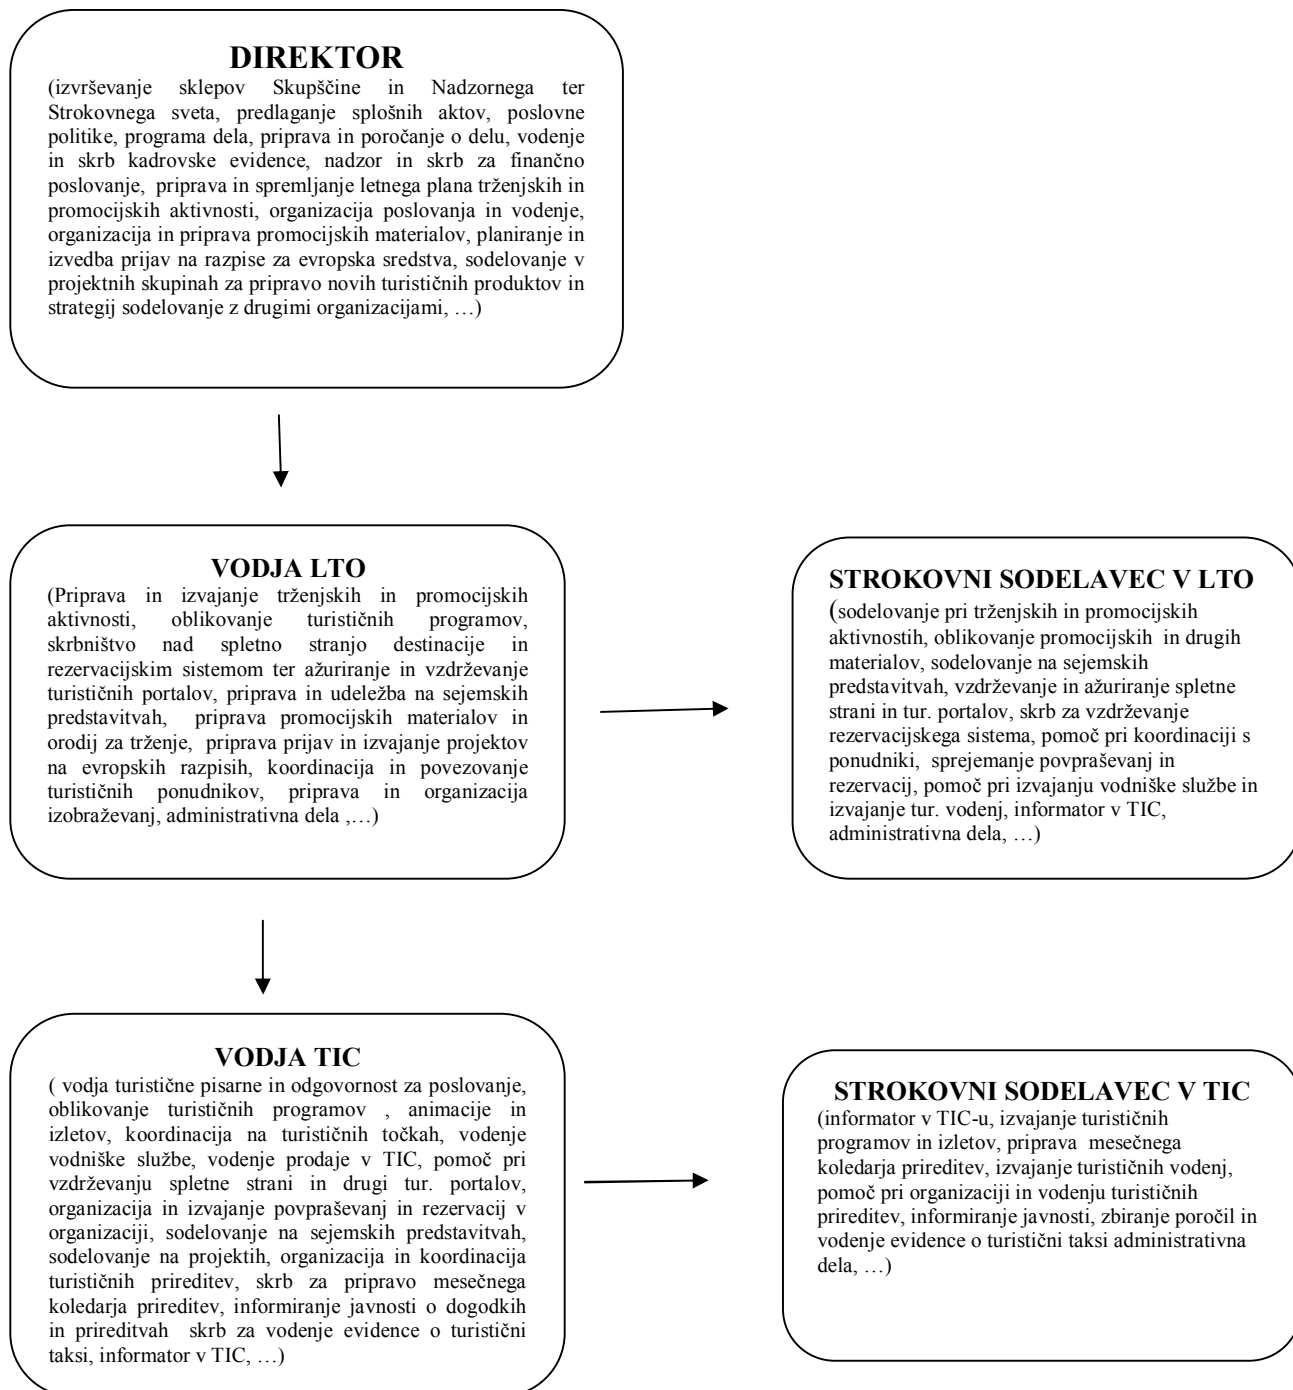 DIREKTOR
(izvrševanje sklepov Skupščine in Nadzornega ter
Strokovnega sveta, predlaganje splošnih aktov, poslovne
politike, programa dela, priprava in poročanje o delu, vodenje
in skrb kadrovske evidence, nadzor in skrb za finančno
poslovanje, priprava in spremljanje letnega plana trženjskih in
promocijskih aktivnosti, organizacija poslovanja in vodenje,
organizacija in priprava promocijskih materialov, planiranje in
izvedba prijav na razpise za evropska sredstva, sodelovanje v
projektnih skupinah za pripravo novih turističnih produktov in
strategij sodelovanje z drugimi organizacijami, …)
VODJA LTO
(Priprava in izvajanje trženjskih in promocijskih
aktivnosti, oblikovanje turističnih programov,
skrbništvo nad spletno stranjo destinacije in
rezervacijskim sistemom ter ažuriranje in vzdrževanje
turističnih portalov, priprava in udeležba na sejemskih
predstavitvah, priprava promocijskih materialov in
orodij za trženje, priprava prijav in izvajanje projektov
na evropskih razpisih, koordinacija in povezovanje
turističnih ponudnikov, priprava in organizacija
izobraževanj, administrativna dela ,…)
STROKOVNI SODELAVEC V LTO
(sodelovanje pri trženjskih in promocijskih
aktivnostih, oblikovanje promocijskih in drugih
materialov, sodelovanje na sejemskih
predstavitvah, vzdrževanje in ažuriranje spletne
strani in tur. portalov, skrb za vzdrževanje
rezervacijskega sistema, pomoč pri koordinaciji s
ponudniki, sprejemanje povpraševanj in
rezervacij, pomoč pri izvajanju vodniške službe in
izvajanje tur. vodenj, informator v TIC,
administrativna dela, …)
VODJA TIC
( vodja turistične pisarne in odgovornost za poslovanje,
oblikovanje turističnih programov , animacije in
izletov, koordinacija na turističnih točkah, vodenje
vodniške službe, vodenje prodaje v TIC, pomoč pri
vzdrževanju spletne strani in drugi tur. portalov,
organizacija in izvajanje povpraševanj in rezervacij v
organizaciji, sodelovanje na sejemskih predstavitvah,
sodelovanje na projektih, organizacija in koordinacija
turističnih prireditev, skrb za pripravo mesečnega
koledarja prireditev, informiranje javnosti o dogodkih
in prireditvah skrb za vodenje evidence o turistični
taksi, informator v TIC, …)
STROKOVNI SODELAVEC V TIC
(informator v TIC-u, izvajanje turističnih
programov in izletov, priprava mesečnega
koledarja prireditev, izvajanje turističnih vodenj,
pomoč pri organizaciji in vodenju turističnih
prireditev, informiranje javnosti, zbiranje poročil in
vodenje evidence o turistični taksi administrativna
dela, …)